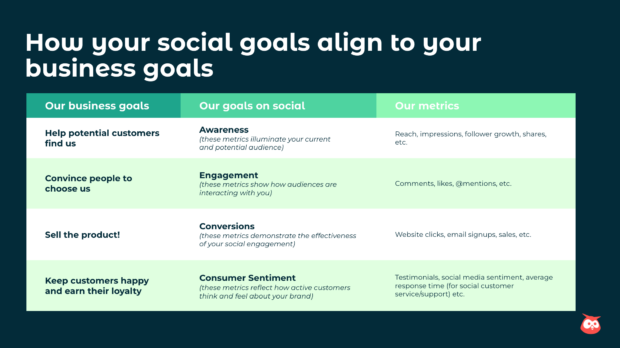 How your social goals align to your
business goals
Our business goals
Our goals on social
Our metrics
Help potential customers
find us
Awareness
(these metrics illuminate your current
and potential audience)
Reach, impressions, follower growth, shares,
etc.
Convince people to
choose us
Engagement
(these metrics show how audiences are
interacting with you)
Comments, likes, @mentions, etc.
Sell the product!
Conversions
(these metrics demonstrate the effectiveness
of your social engagement)
Website clicks, email signups, sales, etc.
Keep customers happy
and earn their loyalty
Consumer Sentiment
(these metrics reflect how active customers
think and feel about your brand)
Testimonials, social media sentiment, average
response time (for social customer
service/support) etc.